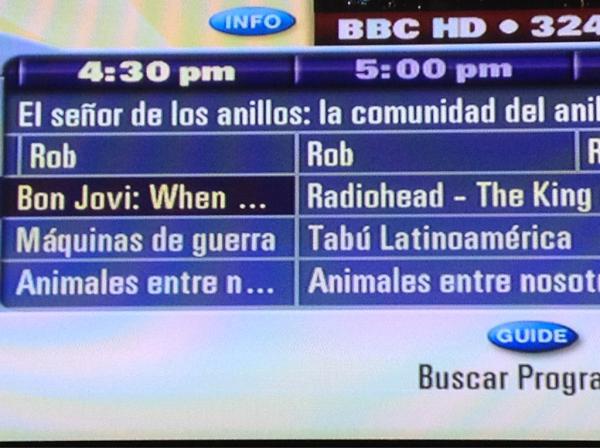 INFO
BBC HD • 324
4:30 pm 5:00 pm
El señor de los anillos: la comunidad del anil
Rob Rob R
Bon Jovi: When ... Radiohead - The King
Máquinas de guerra Tabú Latinoamérica
Animales entre n... Animales entre nosotr
GUIDE
Buscar Progra